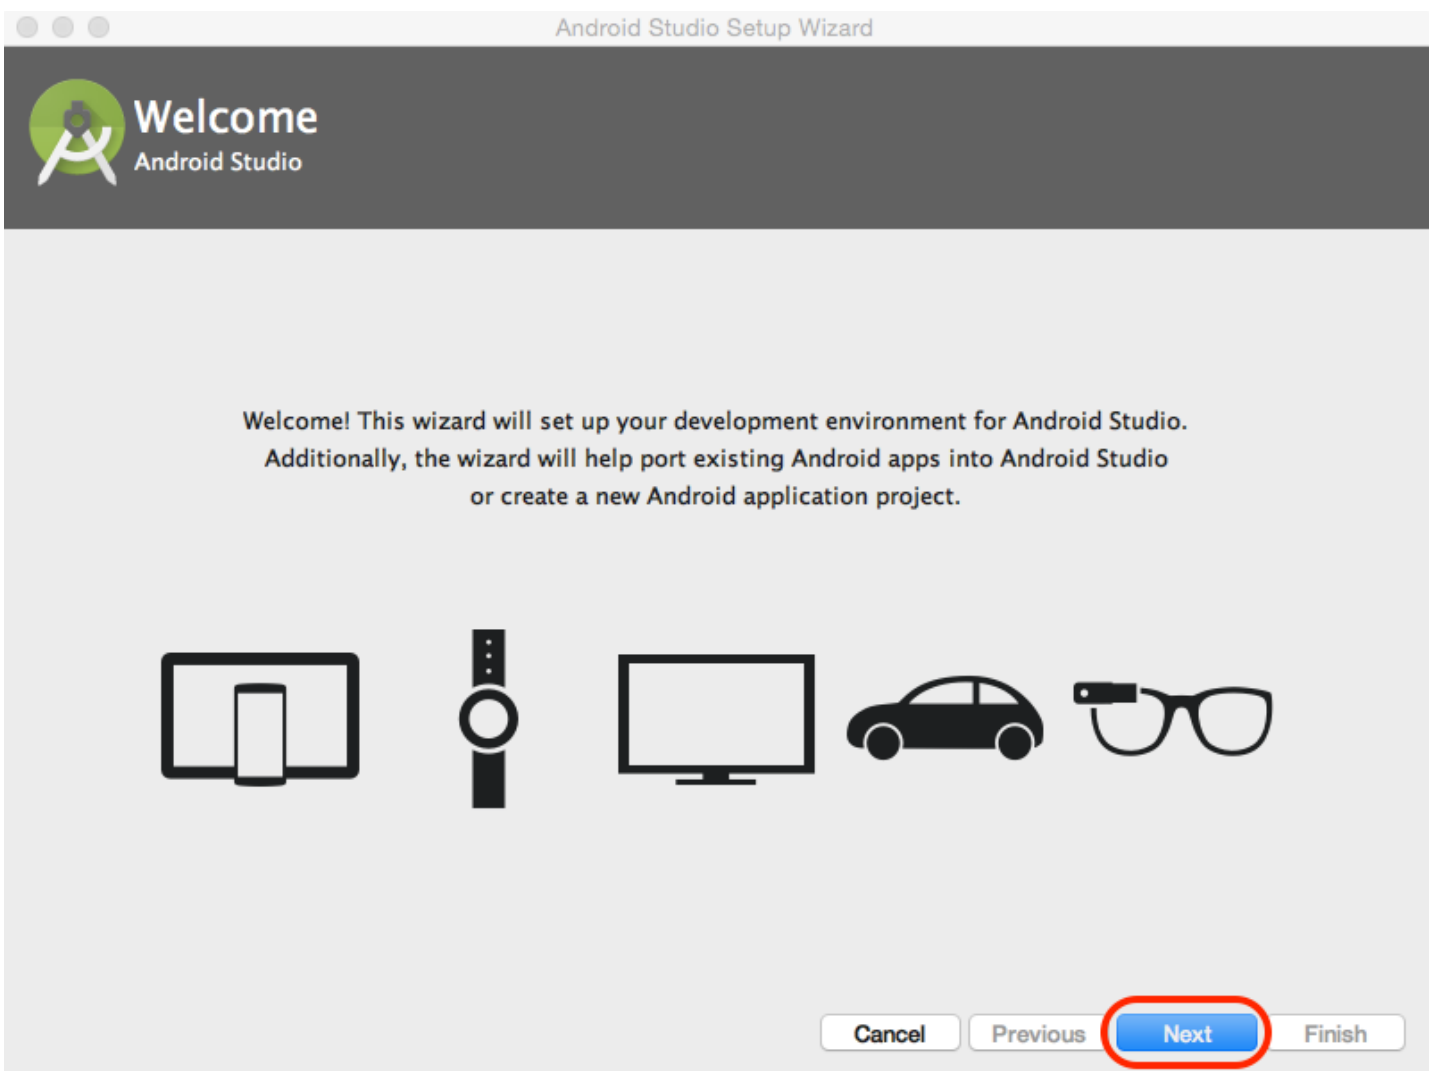 Android Studio Setup Wizard
Welcome
Android Studio
Welcome! This wizard will set up your development environment for Android Studio.
Additionally, the wizard will help port existing Android apps into Android Studio
or create a new Android application project.
Cancel Previous Next Finish